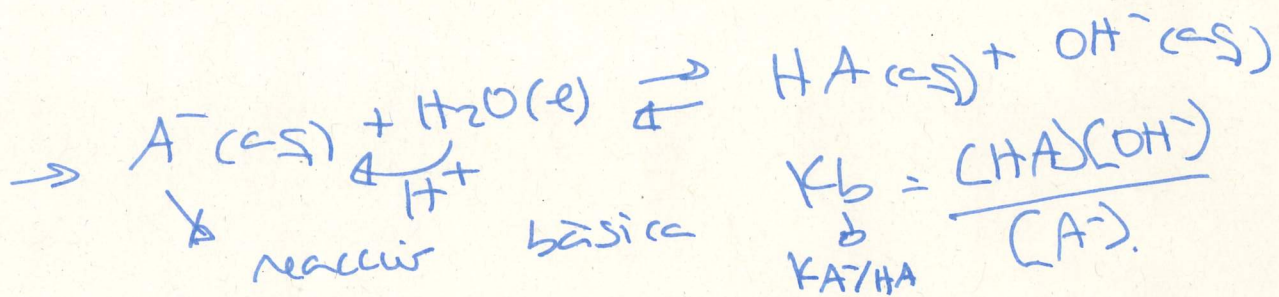 → A⁻(aq) + H₂O(l) ⇌ HA(aq) + OH⁻(aq)
H⁺
reacció bàsica
Kb = (HA)(OH⁻) / (A⁻).
KA⁻/HA